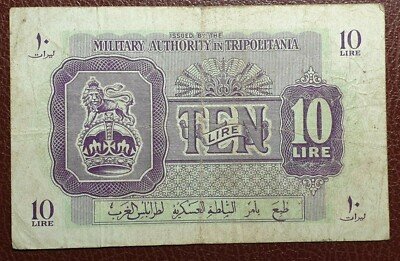 ISSUED BY THE
MILITARY AUTHORITY IN TRIPOLITANIA
١٠ ليرات
10 LIRE
TEN LIRE
10 LIRE
طبع بامر السلطة العسكرية لطرابلس الغرب
10 LIRE
١٠ ليرات